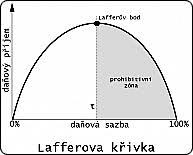 Lafferův bod
daňový příjem
prohibitivní
zóna
t
0%
daňová sazba
100%
Lafferova křivka